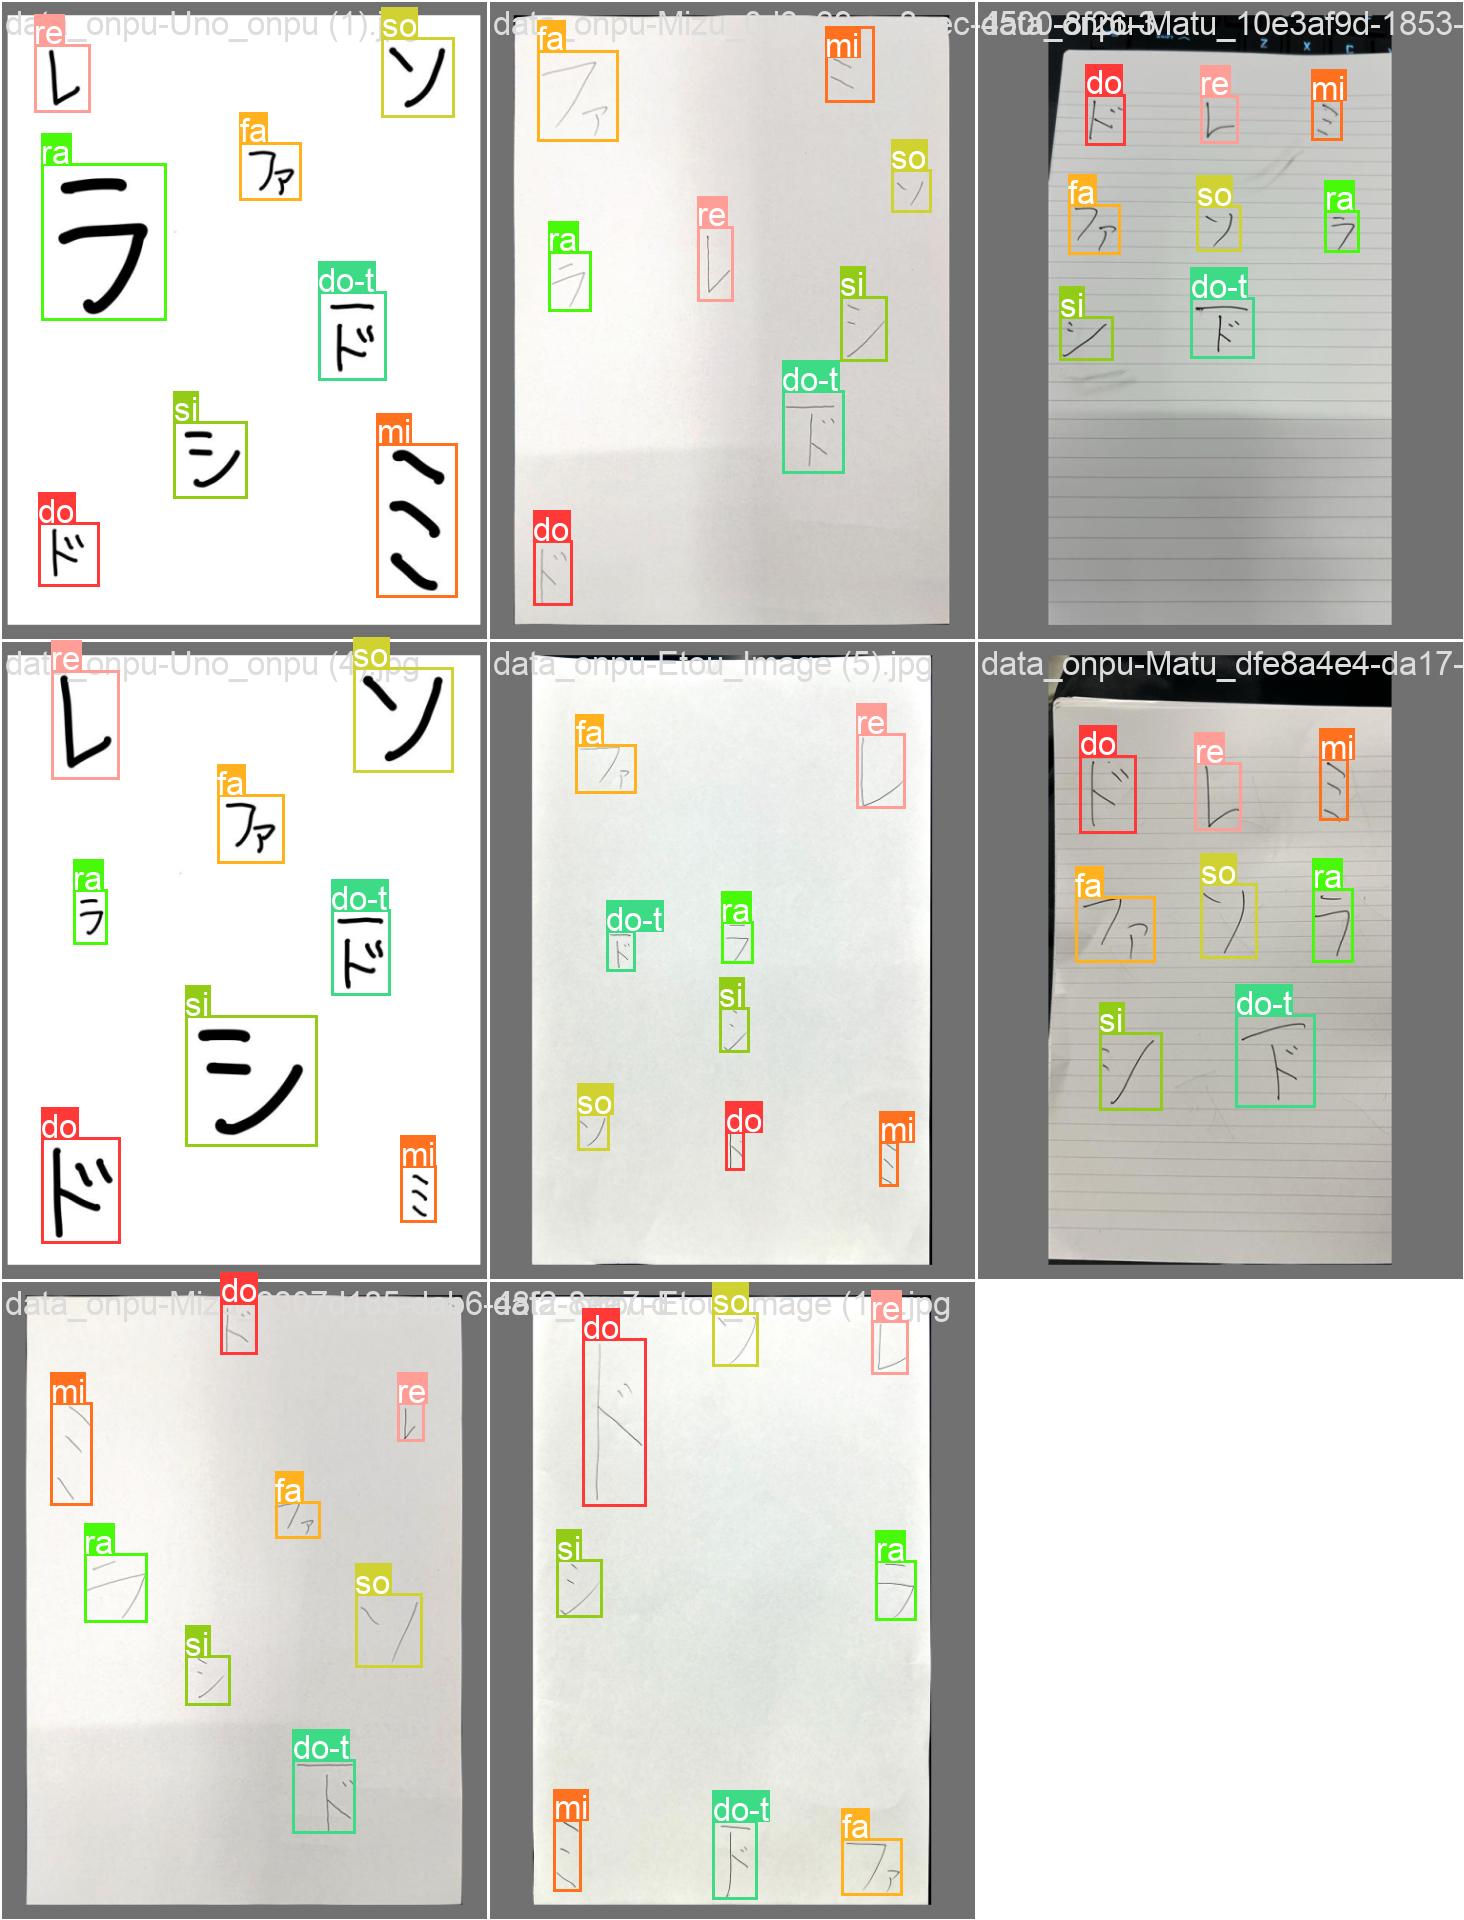 data_onpu-Uno_onpu (1).jpg
re
レ
so
ソ
fa
ファ
ra
ラ
do-t
ド̅
si
シ
mi
ミ
do
ド
data_onpu-Mizu_
fa
ファ
mi
ミ
so
ソ
re
レ
ra
ラ
si
シ
do-t
ド̅
do
ド
data_onpu-Matu_10e3af9d-1853-
Z X C
do re mi
ド レ ミ
fa so ra
ファ ソ ラ
si do-t
シ ド̅
data_onpu-Uno_onpu (4).jpg
re
レ
so
ソ
fa
ファ
ra
ラ
do-t
ド̅
si
シ
do
ド
mi
ミ
data_onpu-Etou_Image (5).jpg
re
レ
fa
ファ
do-t
ド̅
ra
ラ
si
シ
so
ソ
do
ド
mi
ミ
data_onpu-Matu_dfe8a4e4-da17-
do re mi
ド レ ミ
fa so ra
ファ ソ ラ
si do-t
シ ド̅
do
ド
mi
ミ
re
レ
fa
ファ
ra
ラ
so
ソ
si
シ
do-t
ド̅
so
ソ
re
レ
do
ド
si
シ
ra
ラ
mi
ミ
do-t
ド̅
fa
ファ